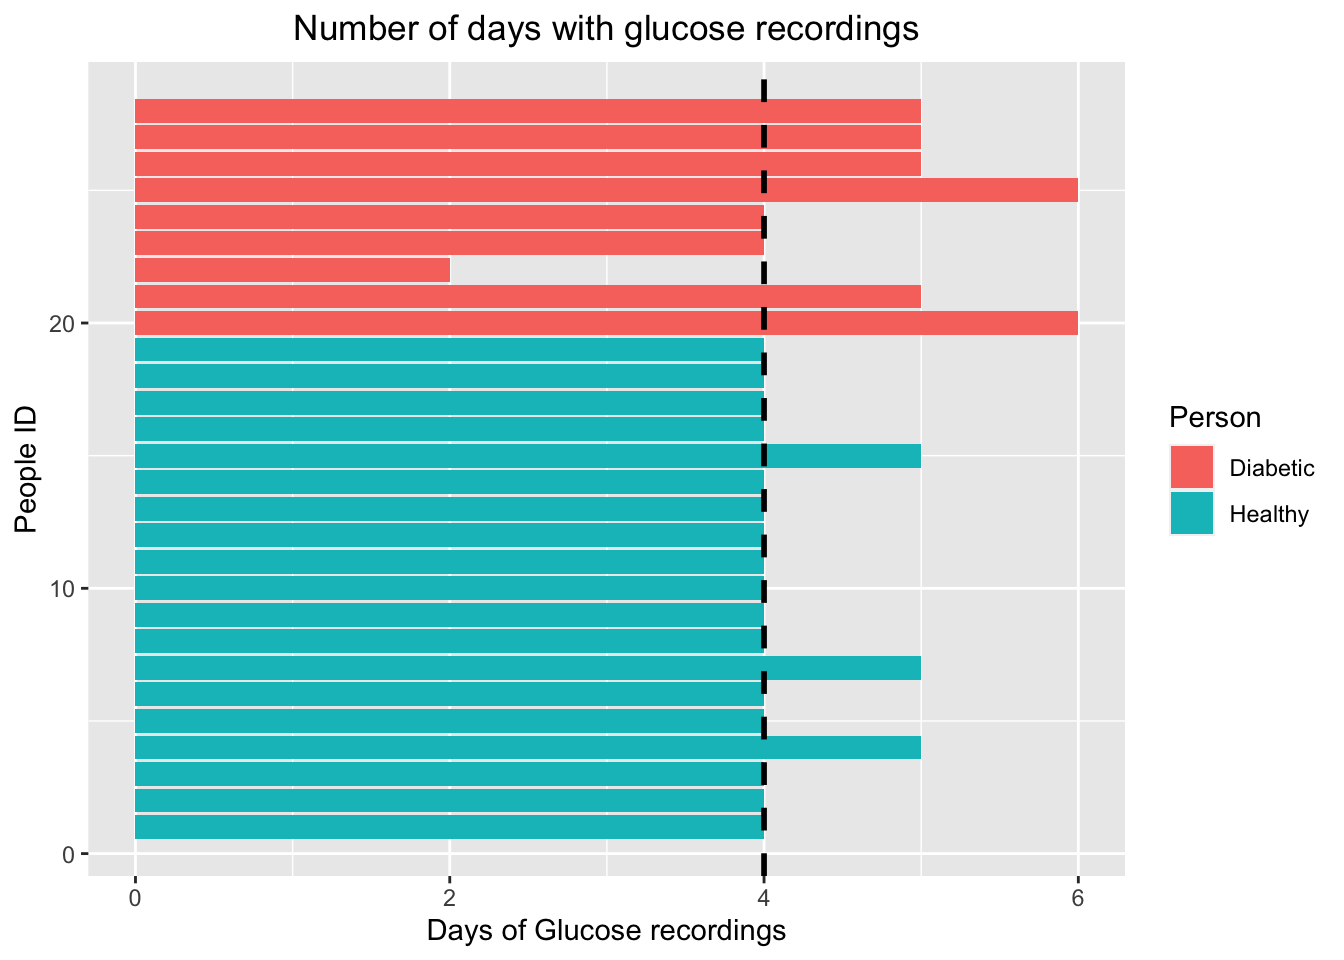 Number of days with glucose recordings
People ID
20
10
0
0
2
4
6
Days of Glucose recordings
Person
Diabetic
Healthy